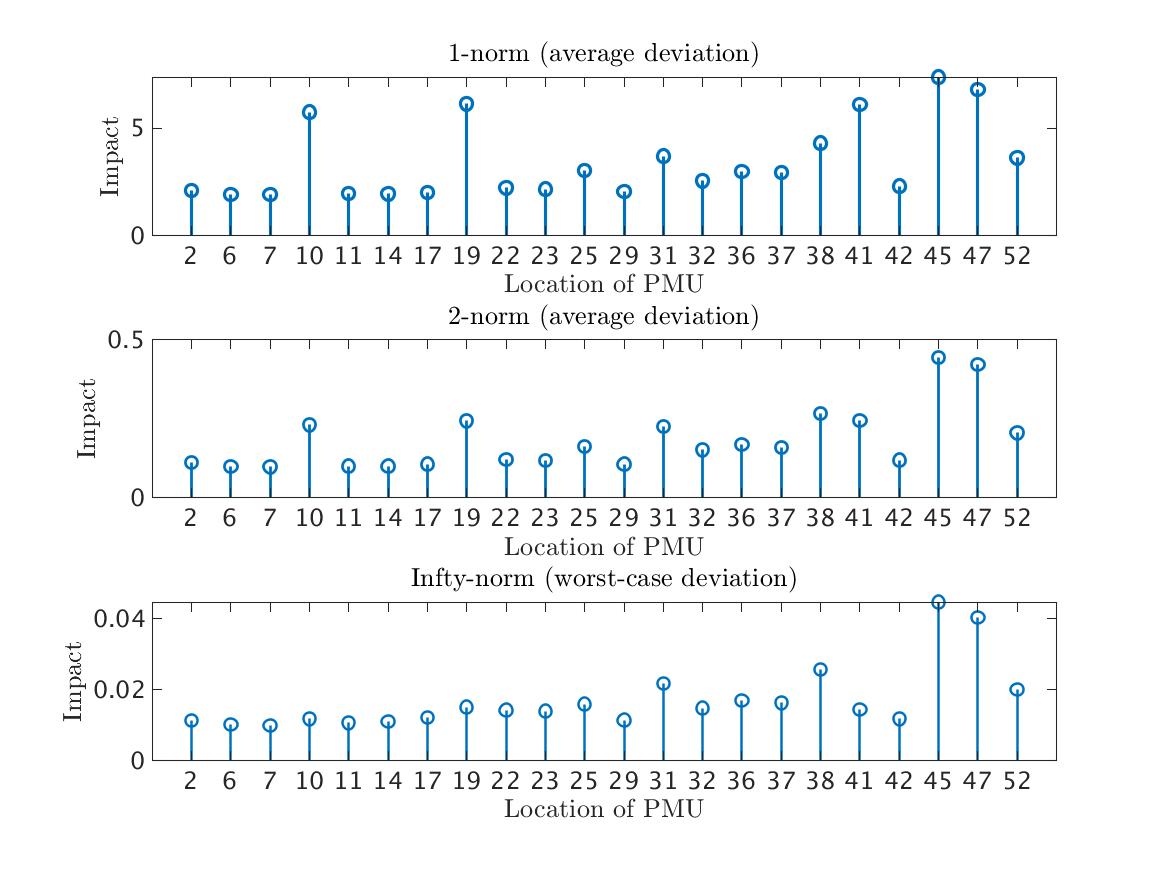 1-norm (average deviation)
Impact
5
0
2 6 7 10 11 14 17 19 22 23 25 29 31 32 36 37 38 41 42 45 47 52
Location of PMU
2-norm (average deviation)
Impact
0.5
0
2 6 7 10 11 14 17 19 22 23 25 29 31 32 36 37 38 41 42 45 47 52
Location of PMU
Infty-norm (worst-case deviation)
Impact
0.04
0.02
0
2 6 7 10 11 14 17 19 22 23 25 29 31 32 36 37 38 41 42 45 47 52
Location of PMU